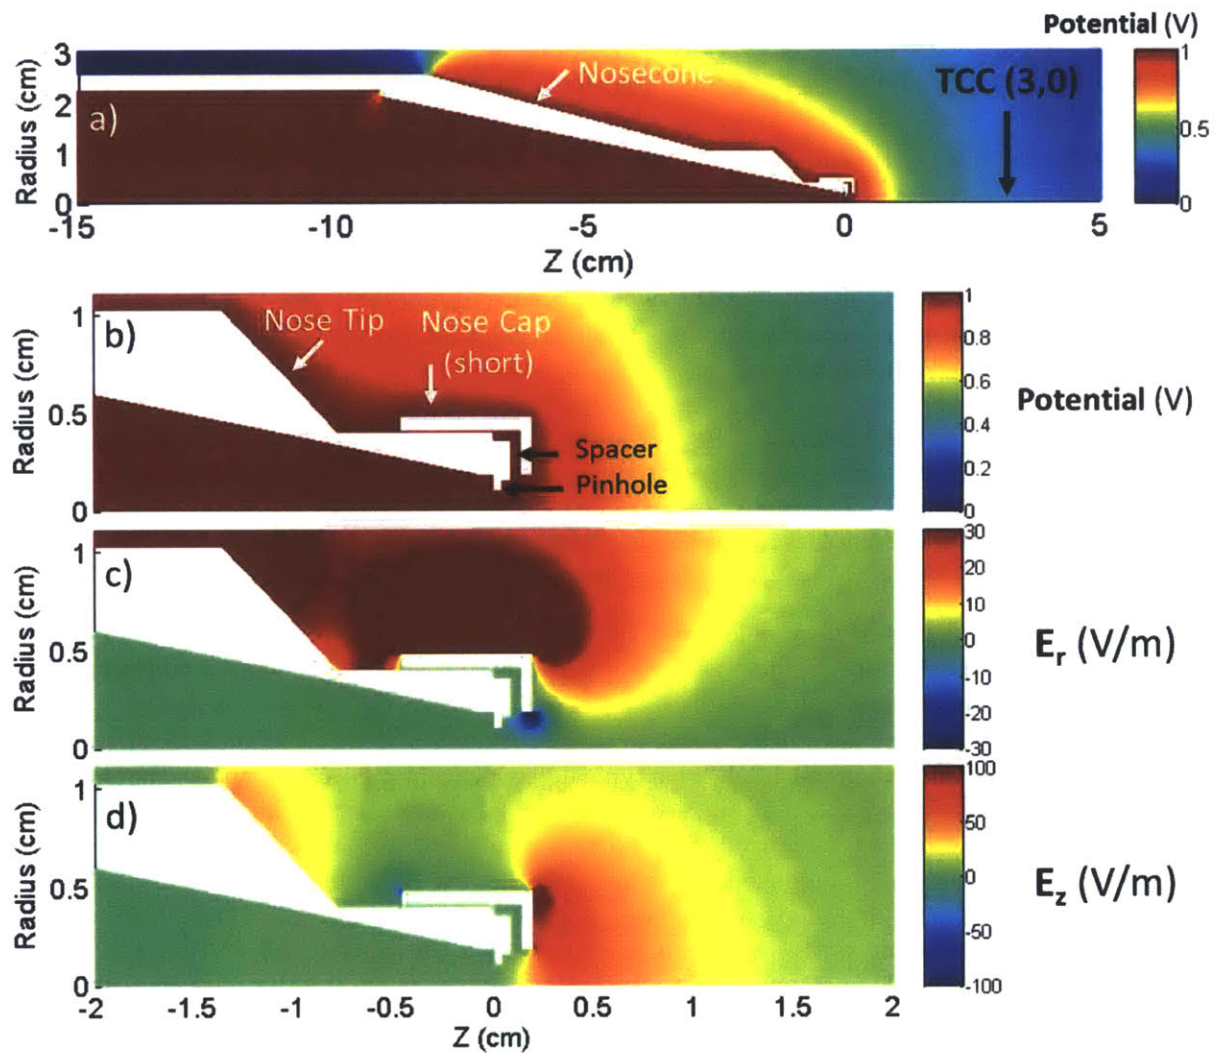 Potential (V)
Radius (cm)
3
2
1
0
a)
Nosecone
TCC (3,0)
1
0.5
0
-15
-10
-5
0
5
Z (cm)
Radius (cm)
1
0.5
0
b)
Nose Tip
Nose Cap
(short)
Spacer
Pinhole
1
0.8
0.6
0.4
0.2
0
Potential (V)
Radius (cm)
1
0.5
0
c)
30
20
10
0
-10
-20
-30
Er (V/m)
Radius (cm)
1
0.5
0
d)
100
50
0
-50
-100
Ez (V/m)
-2
-1.5
-1
-0.5
0
0.5
1
1.5
2
Z (cm)